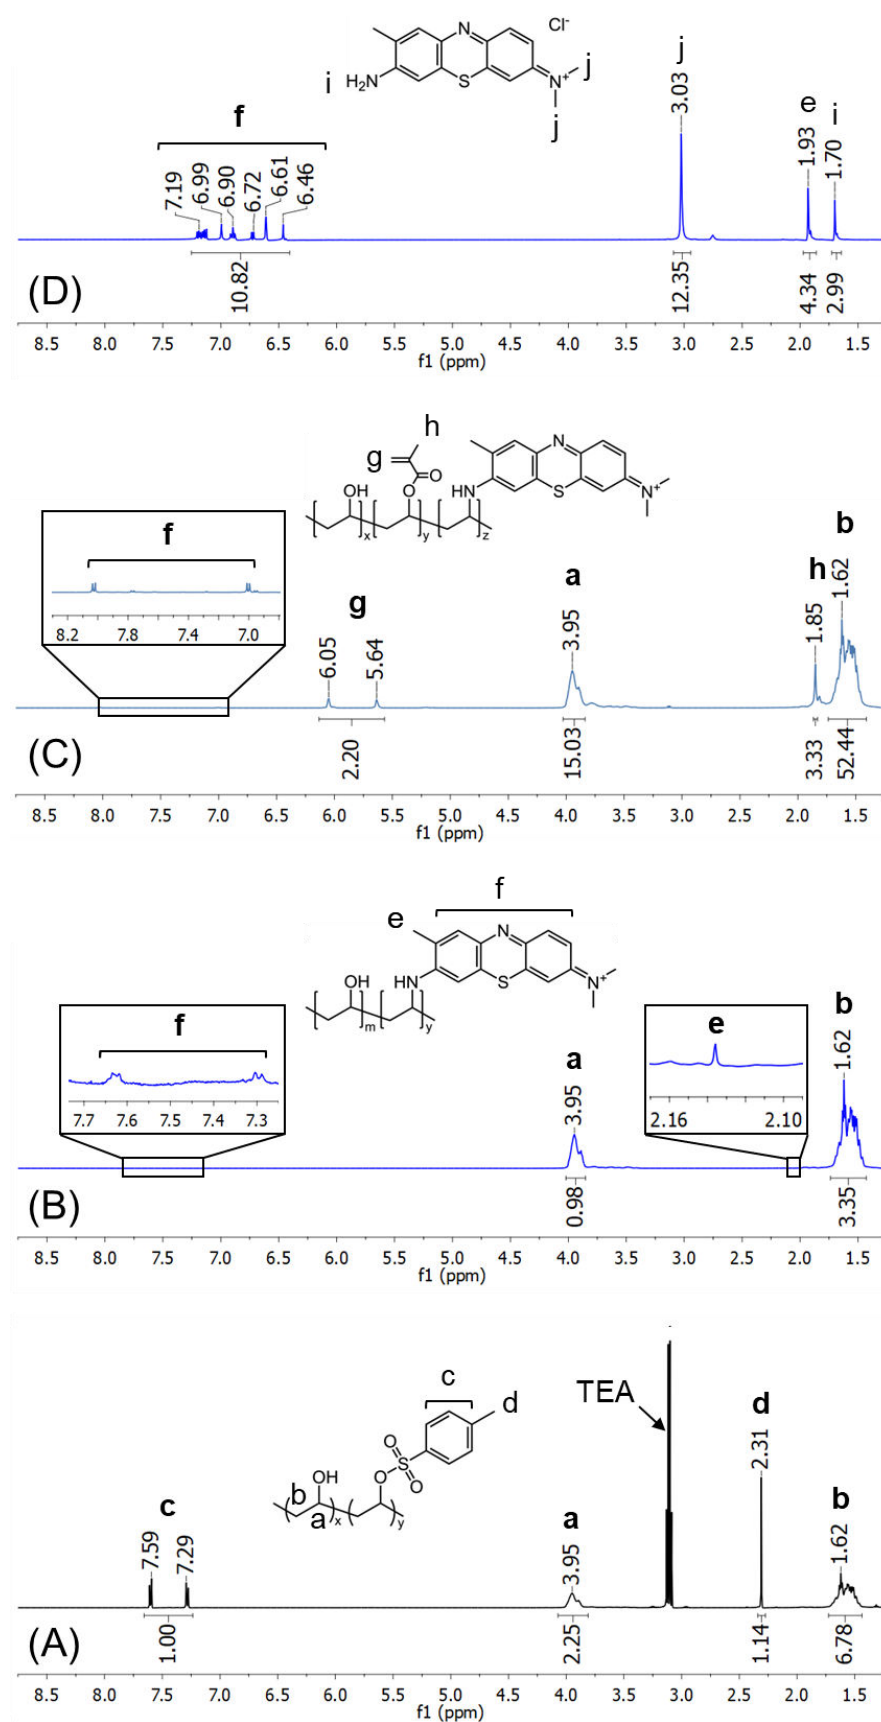 Cl-
N
S
N+
H2N
i
j
j
f
7.19
6.99
6.90
6.72
6.61
6.46
j
3.03
e
1.93
i
1.70
10.82
12.35
4.34
2.99
(D)
8.5 8.0 7.5 7.0 6.5 6.0 5.5 5.0 4.5 4.0 3.5 3.0 2.5 2.0 1.5
f1 (ppm)
h
g
O
O
OH
HN
N
S
N+
x
y
z
f
8.2 7.8 7.4 7.0
g
6.05
5.64
a
3.95
h
1.85
b
1.62
2.20
15.03
3.33
52.44
(C)
8.5 8.0 7.5 7.0 6.5 6.0 5.5 5.0 4.5 4.0 3.5 3.0 2.5 2.0 1.5
f1 (ppm)
f
e
OH
HN
N
S
N+
m
y
f
7.7 7.6 7.5 7.4 7.3
a
3.95
e
2.16 2.10
b
1.62
0.98
3.35
(B)
8.5 8.0 7.5 7.0 6.5 6.0 5.5 5.0 4.5 4.0 3.5 3.0 2.5 2.0 1.5
f1 (ppm)
c
d
O
S
O
OH
O
b
a
x
y
c
7.59
7.29
a
3.95
TEA
d
2.31
b
1.62
1.00
2.25
1.14
6.78
(A)
8.5 8.0 7.5 7.0 6.5 6.0 5.5 5.0 4.5 4.0 3.5 3.0 2.5 2.0 1.5
f1 (ppm)